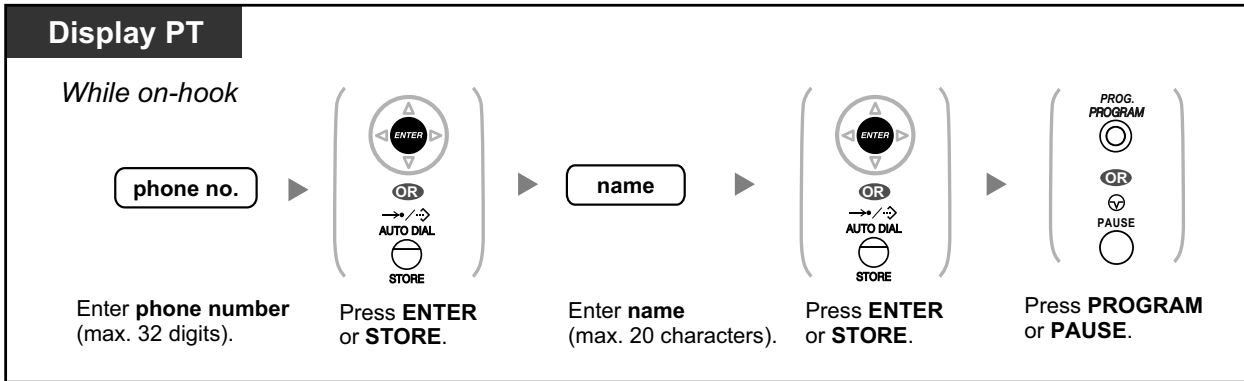 Display PT
While on-hook
phone no.
ENTER
OR
AUTO DIAL
STORE
name
ENTER
OR
AUTO DIAL
STORE
PROG.
PROGRAM
OR
PAUSE
Enter phone number
(max. 32 digits).
Press ENTER
or STORE.
Enter name
(max. 20 characters).
Press ENTER
or STORE.
Press PROGRAM
or PAUSE.